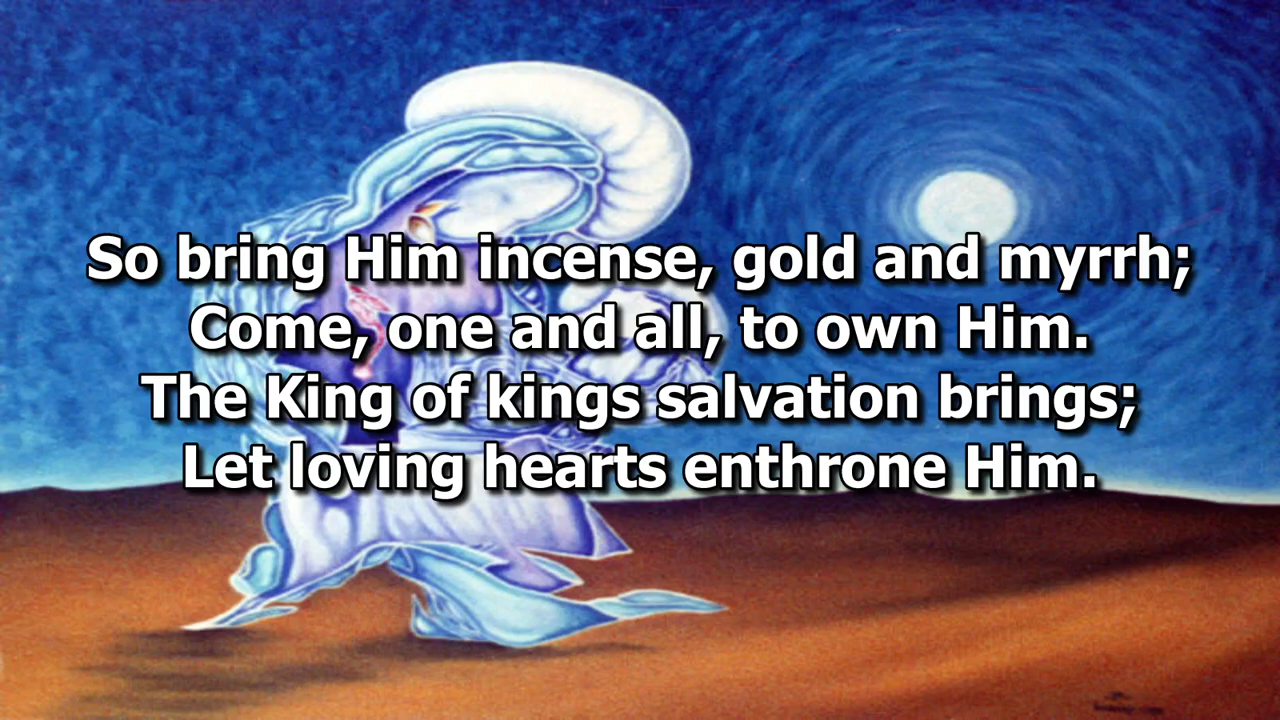 So bring Him incense, gold and myrrh;
Come, one and all, to own Him.
The King of kings salvation brings;
Let loving hearts enthrone Him.